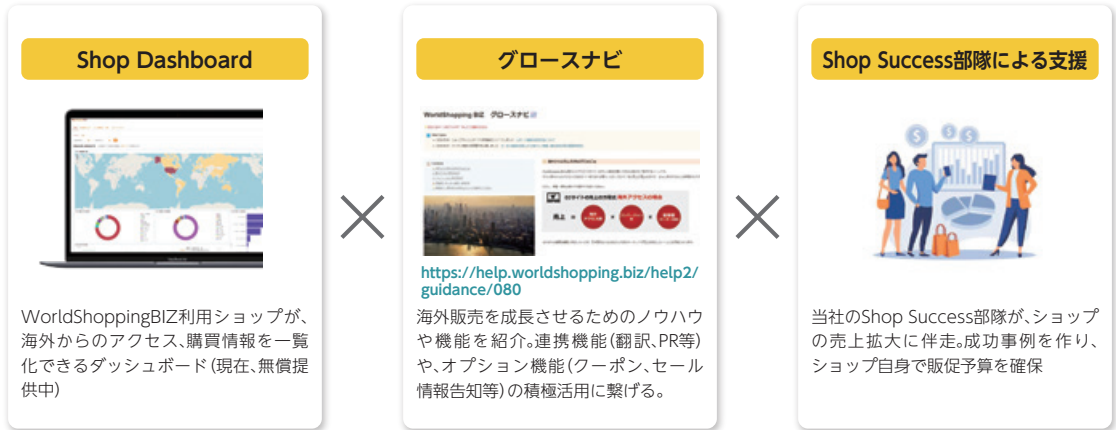 Shop Dashboard
WorldShoppingBIZ利用ショップが、
海外からのアクセス、購買情報を一覧
化できるダッシュボード(現在、無償提
供中)
グロースナビ
WorldShopping BIZ グロースナビ
https://help.worldshopping.biz/help2/
guidance/080
海外販売を成長させるためのノウハウ
や機能を紹介。連携機能(翻訳、PR等)
や、オプション機能(クーポン、セール
情報告知等)の積極活用に繋げる。
Shop Success部隊による支援
当社のShop Success部隊が、ショップ
の売上拡大に伴走。成功事例を作り、
ショップ自身で販促予算を確保